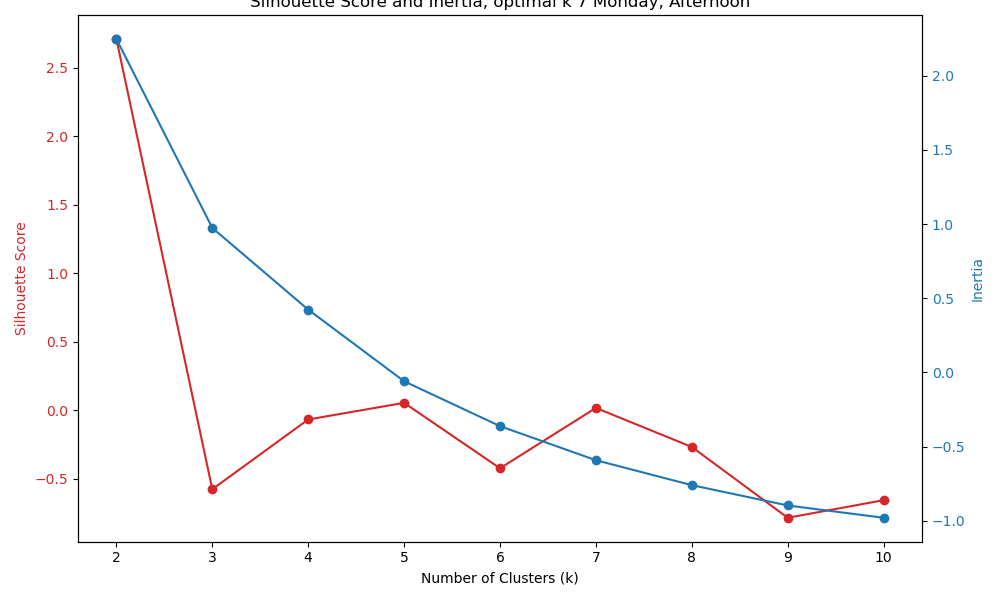 Silhouette Score and Inertia, optimal k 7 Monday, Afternoon
2.5
2.0
1.5
1.0
0.5
0.0
−0.5
Silhouette Score
2.0
1.5
1.0
0.5
0.0
−0.5
−1.0
Inertia
2 3 4 5 6 7 8 9 10
Number of Clusters (k)